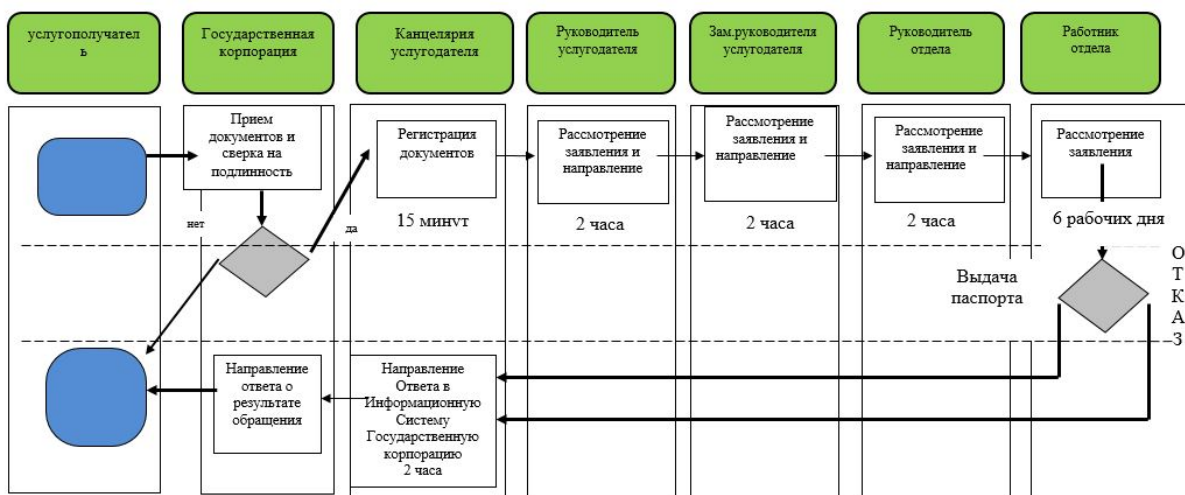 услугополучател
ь
Государственная
корпорация
Канцелярия
услугодателя
Руководитель
услугодателя
Зам.руководителя
услугодателя
Руководитель
отдела
Работник
отдела
Прием
документов и
сверка на
подлинность
Регистрация
документов
Рассмотрение
заявления и
направление
Рассмотрение
заявления и
направление
Рассмотрение
заявления и
направление
Рассмотрение
заявления
нет
да
15 минут
2 часа
2 часа
2 часа
6 рабочих дня
Выдача
паспорта
О
Т
К
А
З
Направление
ответа о
результате
обращения
Направление
Ответа в
Информационную
Систему
Государственную
корпорацию
2 часа